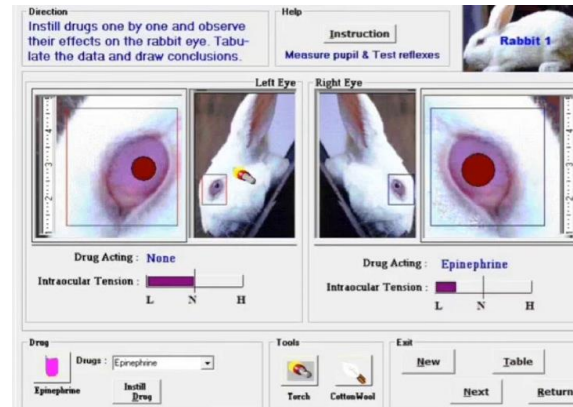 Direction
Instill drugs one by one and observe
their effects on the rabbit eye. Tabu-
late the data and draw conclusions.
Help
Instruction
Measure pupil & Test reflexes
Rabbit 1
Left Eye
Right Eye
Drug Acting : None
Intraocular Tension :
L N H
Drug Acting : Epinephrine
Intraocular Tension :
L N H
Drug
Epinephrine
Drugs : Epinephrine
Instill
Drug
Tools
Torch
CottonWool
Exit
New
Table
Next
Return